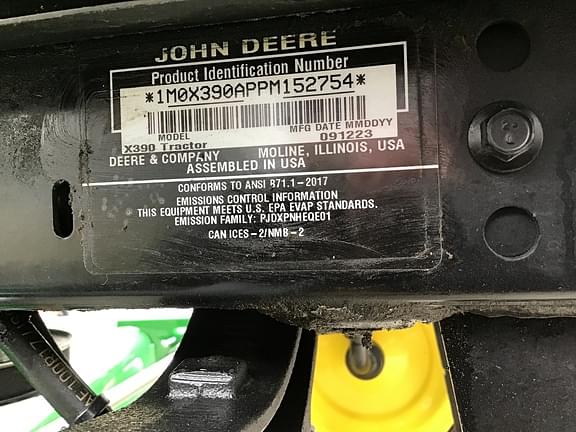 JOHN DEERE
Product Identification Number
*1M0X390APPM152754*
MODEL MFG DATE MMDDYY
X390 Tractor 091223
DEERE & COMPANY MOLINE, ILLINOIS, USA
ASSEMBLED IN USA
CONFORMS TO ANSI B71.1-2017
EMISSIONS CONTROL INFORMATION
THIS EQUIPMENT MEETS U.S. EPA EVAP STANDARDS.
EMISSION FAMILY: PJDXPNHEQE01
CAN ICES-2/NMB-2